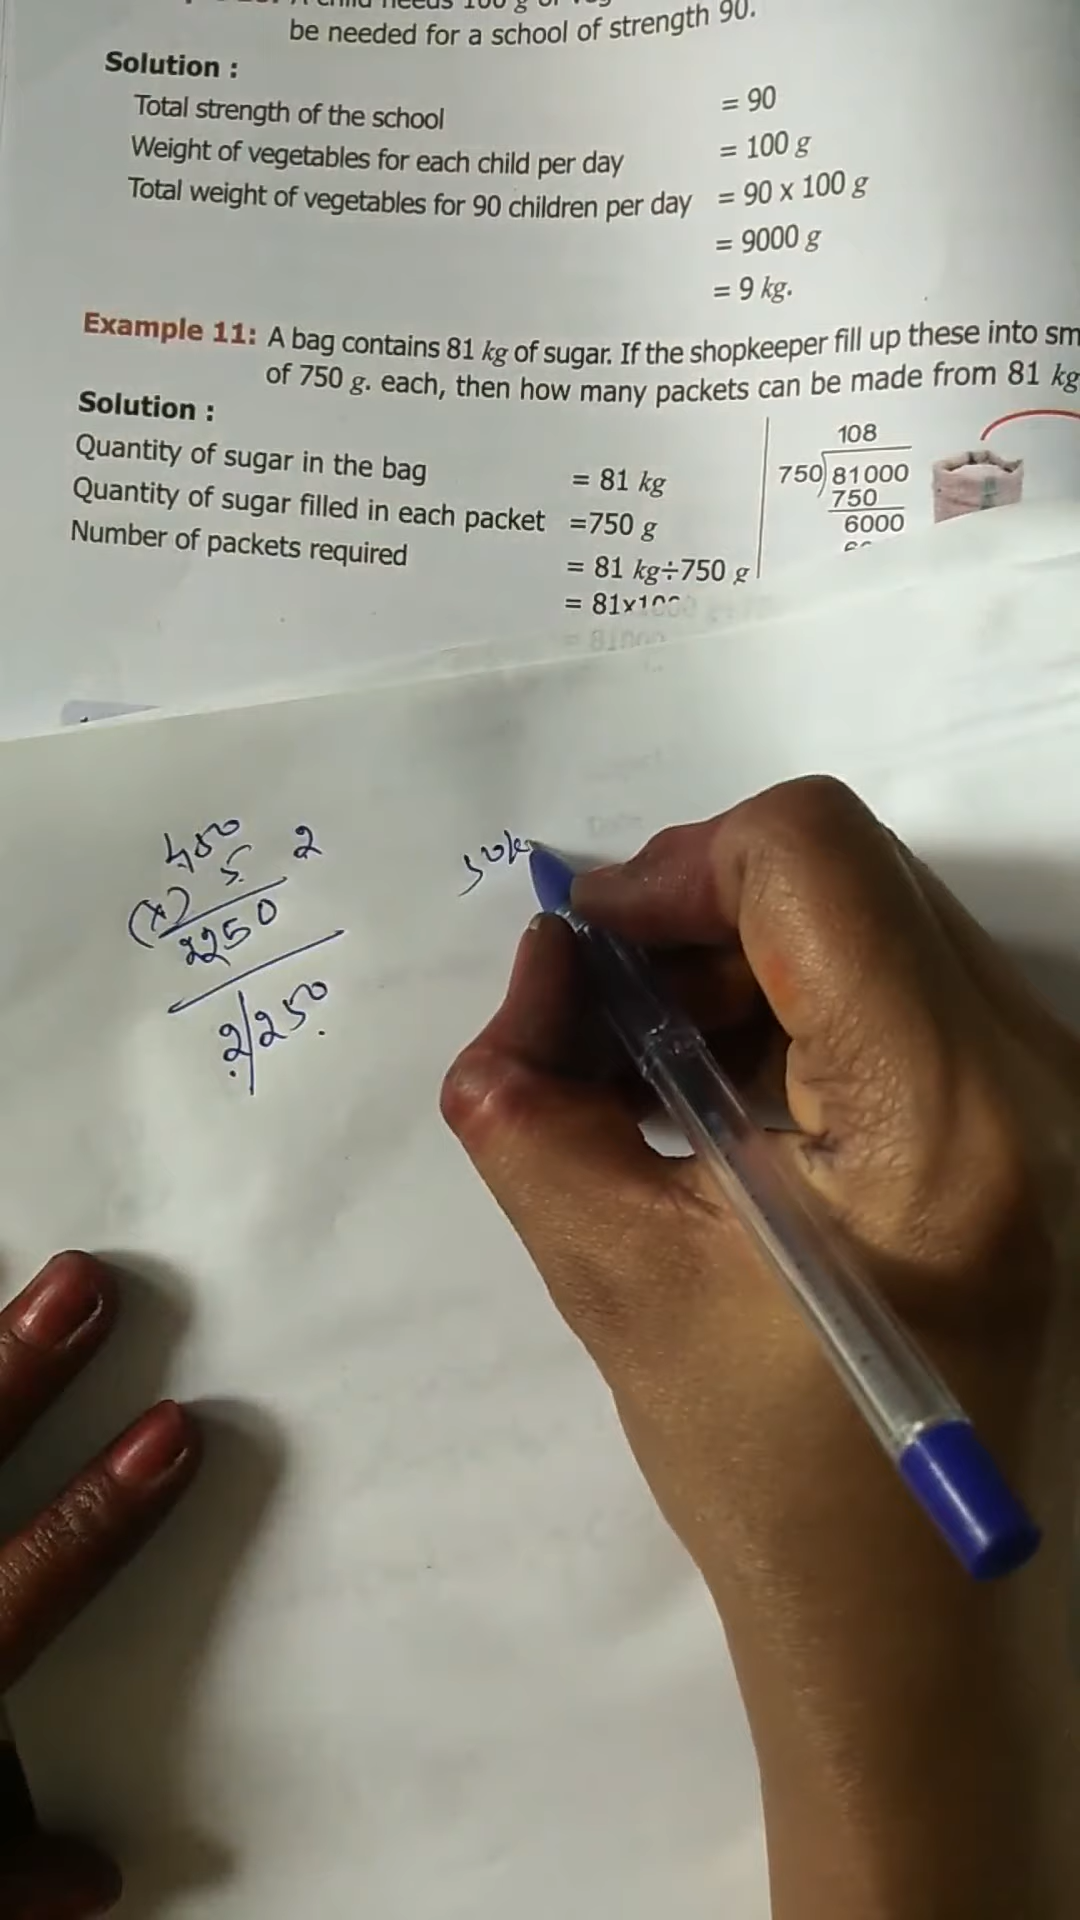 be needed for a school of strength 90.
Solution :
Total strength of the school = 90
Weight of vegetables for each child per day = 100 g
Total weight of vegetables for 90 children per day = 90 x 100 g
= 9000 g
= 9 kg.
Example 11: A bag contains 81 kg of sugar. If the shopkeeper fill up these into sm
of 750 g. each, then how many packets can be made from 81 kg
Solution :
Quantity of sugar in the bag = 81 kg
Quantity of sugar filled in each packet =750 g
Number of packets required = 81 kg÷750 g
= 81x1000
108
750)81000
750
6000
450 2
(x) 5
2250
2/250